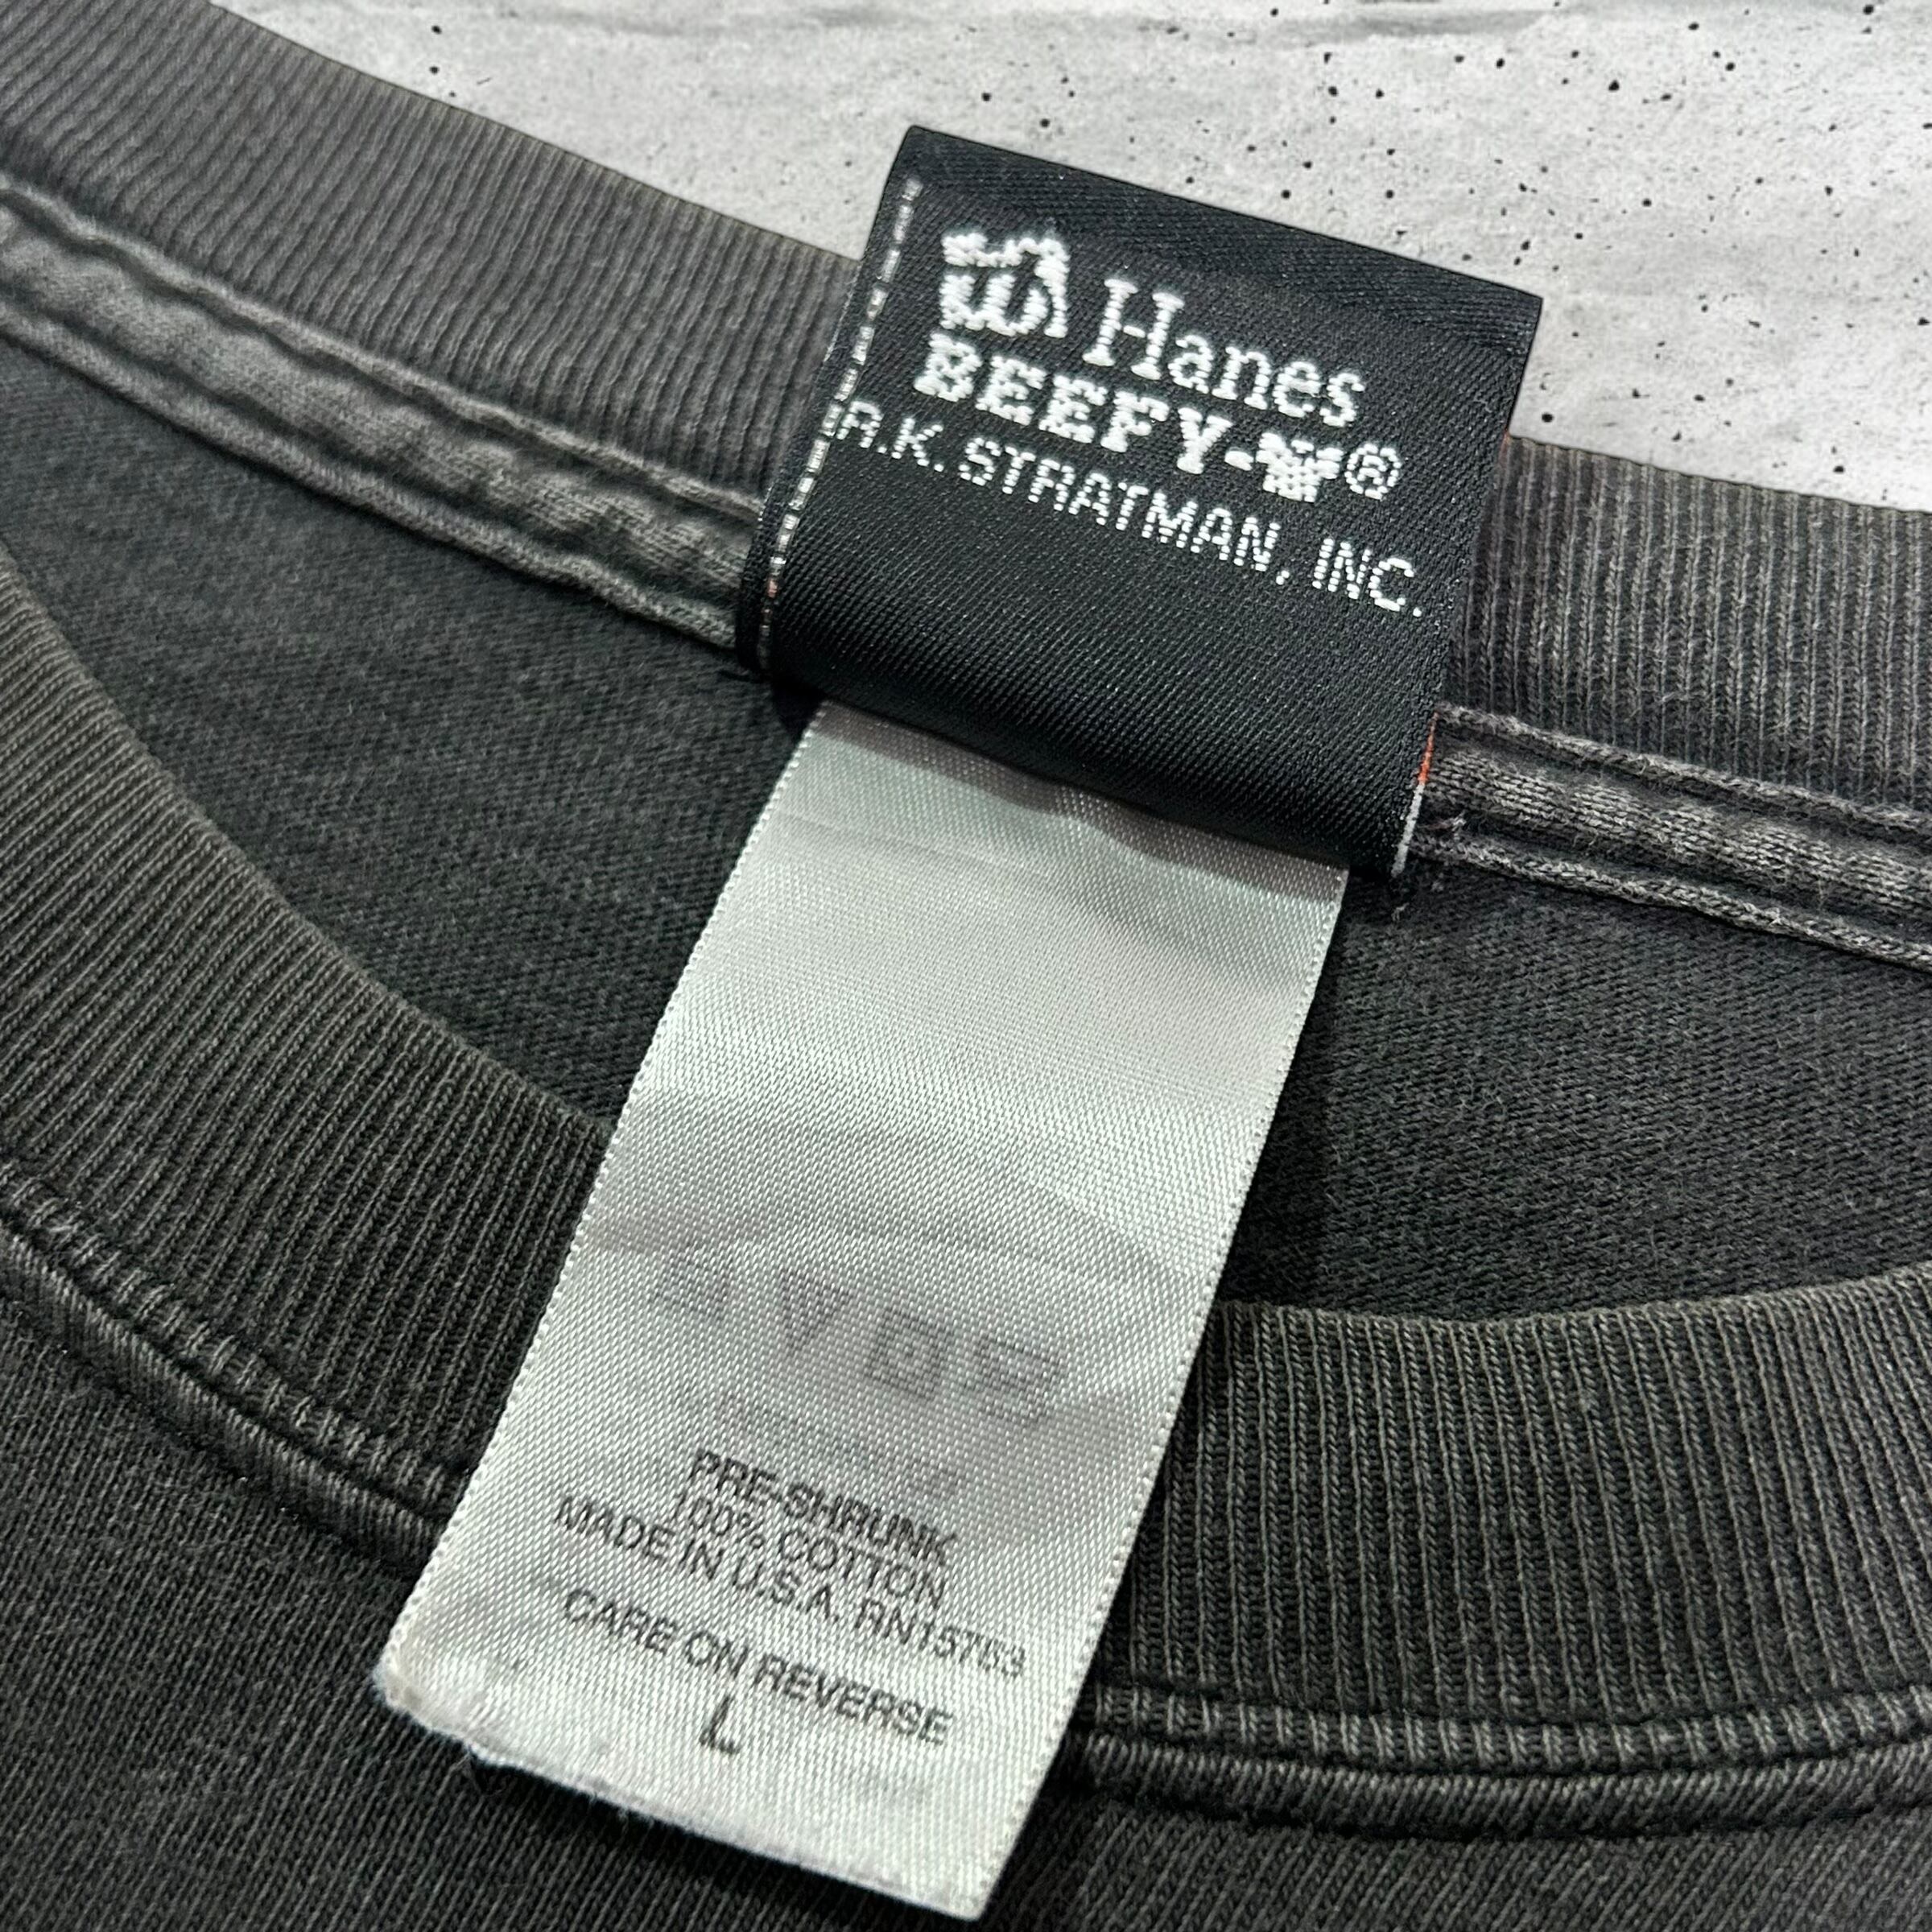 Hanes
BEEFY-T®
R.K. STRATMAN, INC.
PRE-SHRUNK
100% COTTON
MADE IN U.S.A. RN15763
CARE ON REVERSE
L